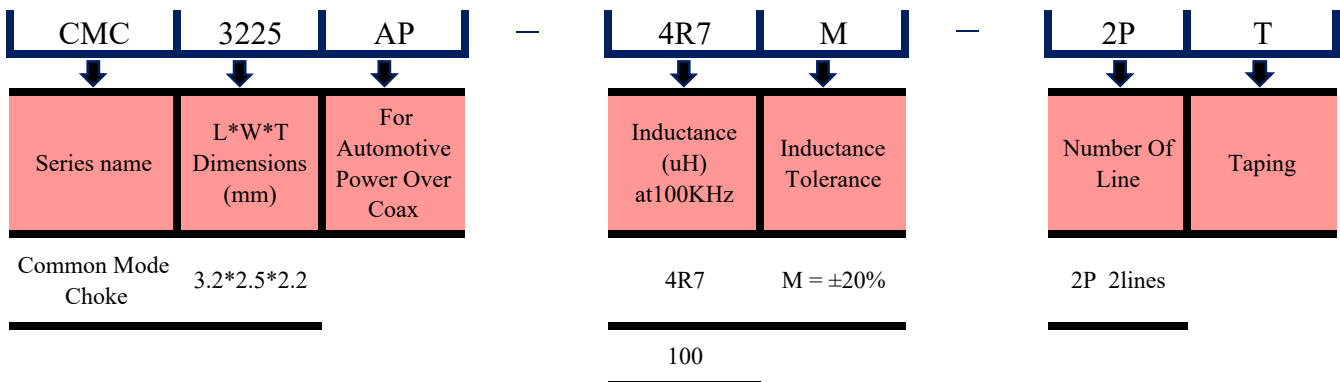 CMC 3225 AP — 4R7 M — 2P T
Series name
L*W*T
Dimensions
(mm)
For
Automotive
Power Over
Coax
Inductance
(uH)
at100KHz
Inductance
Tolerance
Number Of
Line
Taping
Common Mode
Choke
3.2*2.5*2.2
4R7
M = ±20%
2P 2lines
100